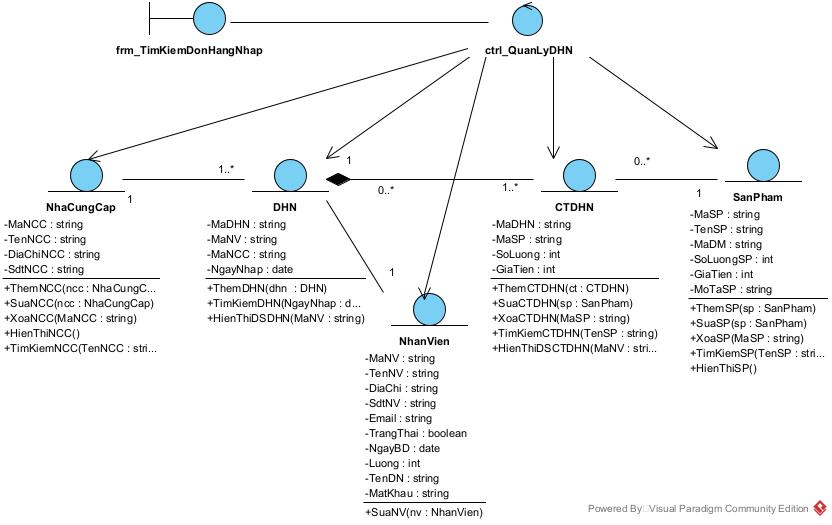 frm_TimKiemDonHangNhap
ctrl_QuanLyDHN
1
1..*
1
0..*
1..*
0..*
1
1
NhaCungCap
-MaNCC : string
-TenNCC : string
-DiaChiNCC : string
-SdtNCC : string
+ThemNCC(ncc : NhaCungC...
+SuaNCC(ncc : NhaCungCap)
+XoaNCC(MaNCC : string)
+HienThiNCC()
+TimKiemNCC(TenNCC : stri...
DHN
-MaDHN : string
-MaNV : string
-MaNCC : string
-NgayNhap : date
+ThemDHN(dhn : DHN)
+TimKiemDHN(NgayNhap : d...
+HienThiDSDHN(MaNV : string)
CTDHN
-MaDHN : string
-MaSP : string
-SoLuong : int
-GiaTien : int
+ThemCTDHN(ct : CTDHN)
+SuaCTDHN(sp : SanPham)
+XoaCTDHN(MaSP : string)
+TimKiemCTDHN(TenSP : string)
+HienThiDSCTDHN(MaNV : stri...
SanPham
-MaSP : string
-TenSP : string
-MaDM : string
-SoLuongSP : int
-GiaTien : int
-MoTaSP : string
+ThemSP(sp : SanPham)
+SuaSP(sp : SanPham)
+XoaSP(MaSP : string)
+TimKiemSP(TenSP : stri...
+HienThiSP()
NhanVien
-MaNV : string
-TenNV : string
-DiaChi : string
-SdtNV : string
-Email : string
-TrangThai : boolean
-NgayBD : date
-Luong : int
-TenDN : string
-MatKhau : string
+SuaNV(nv : NhanVien)
Powered By Visual Paradigm Community Edition